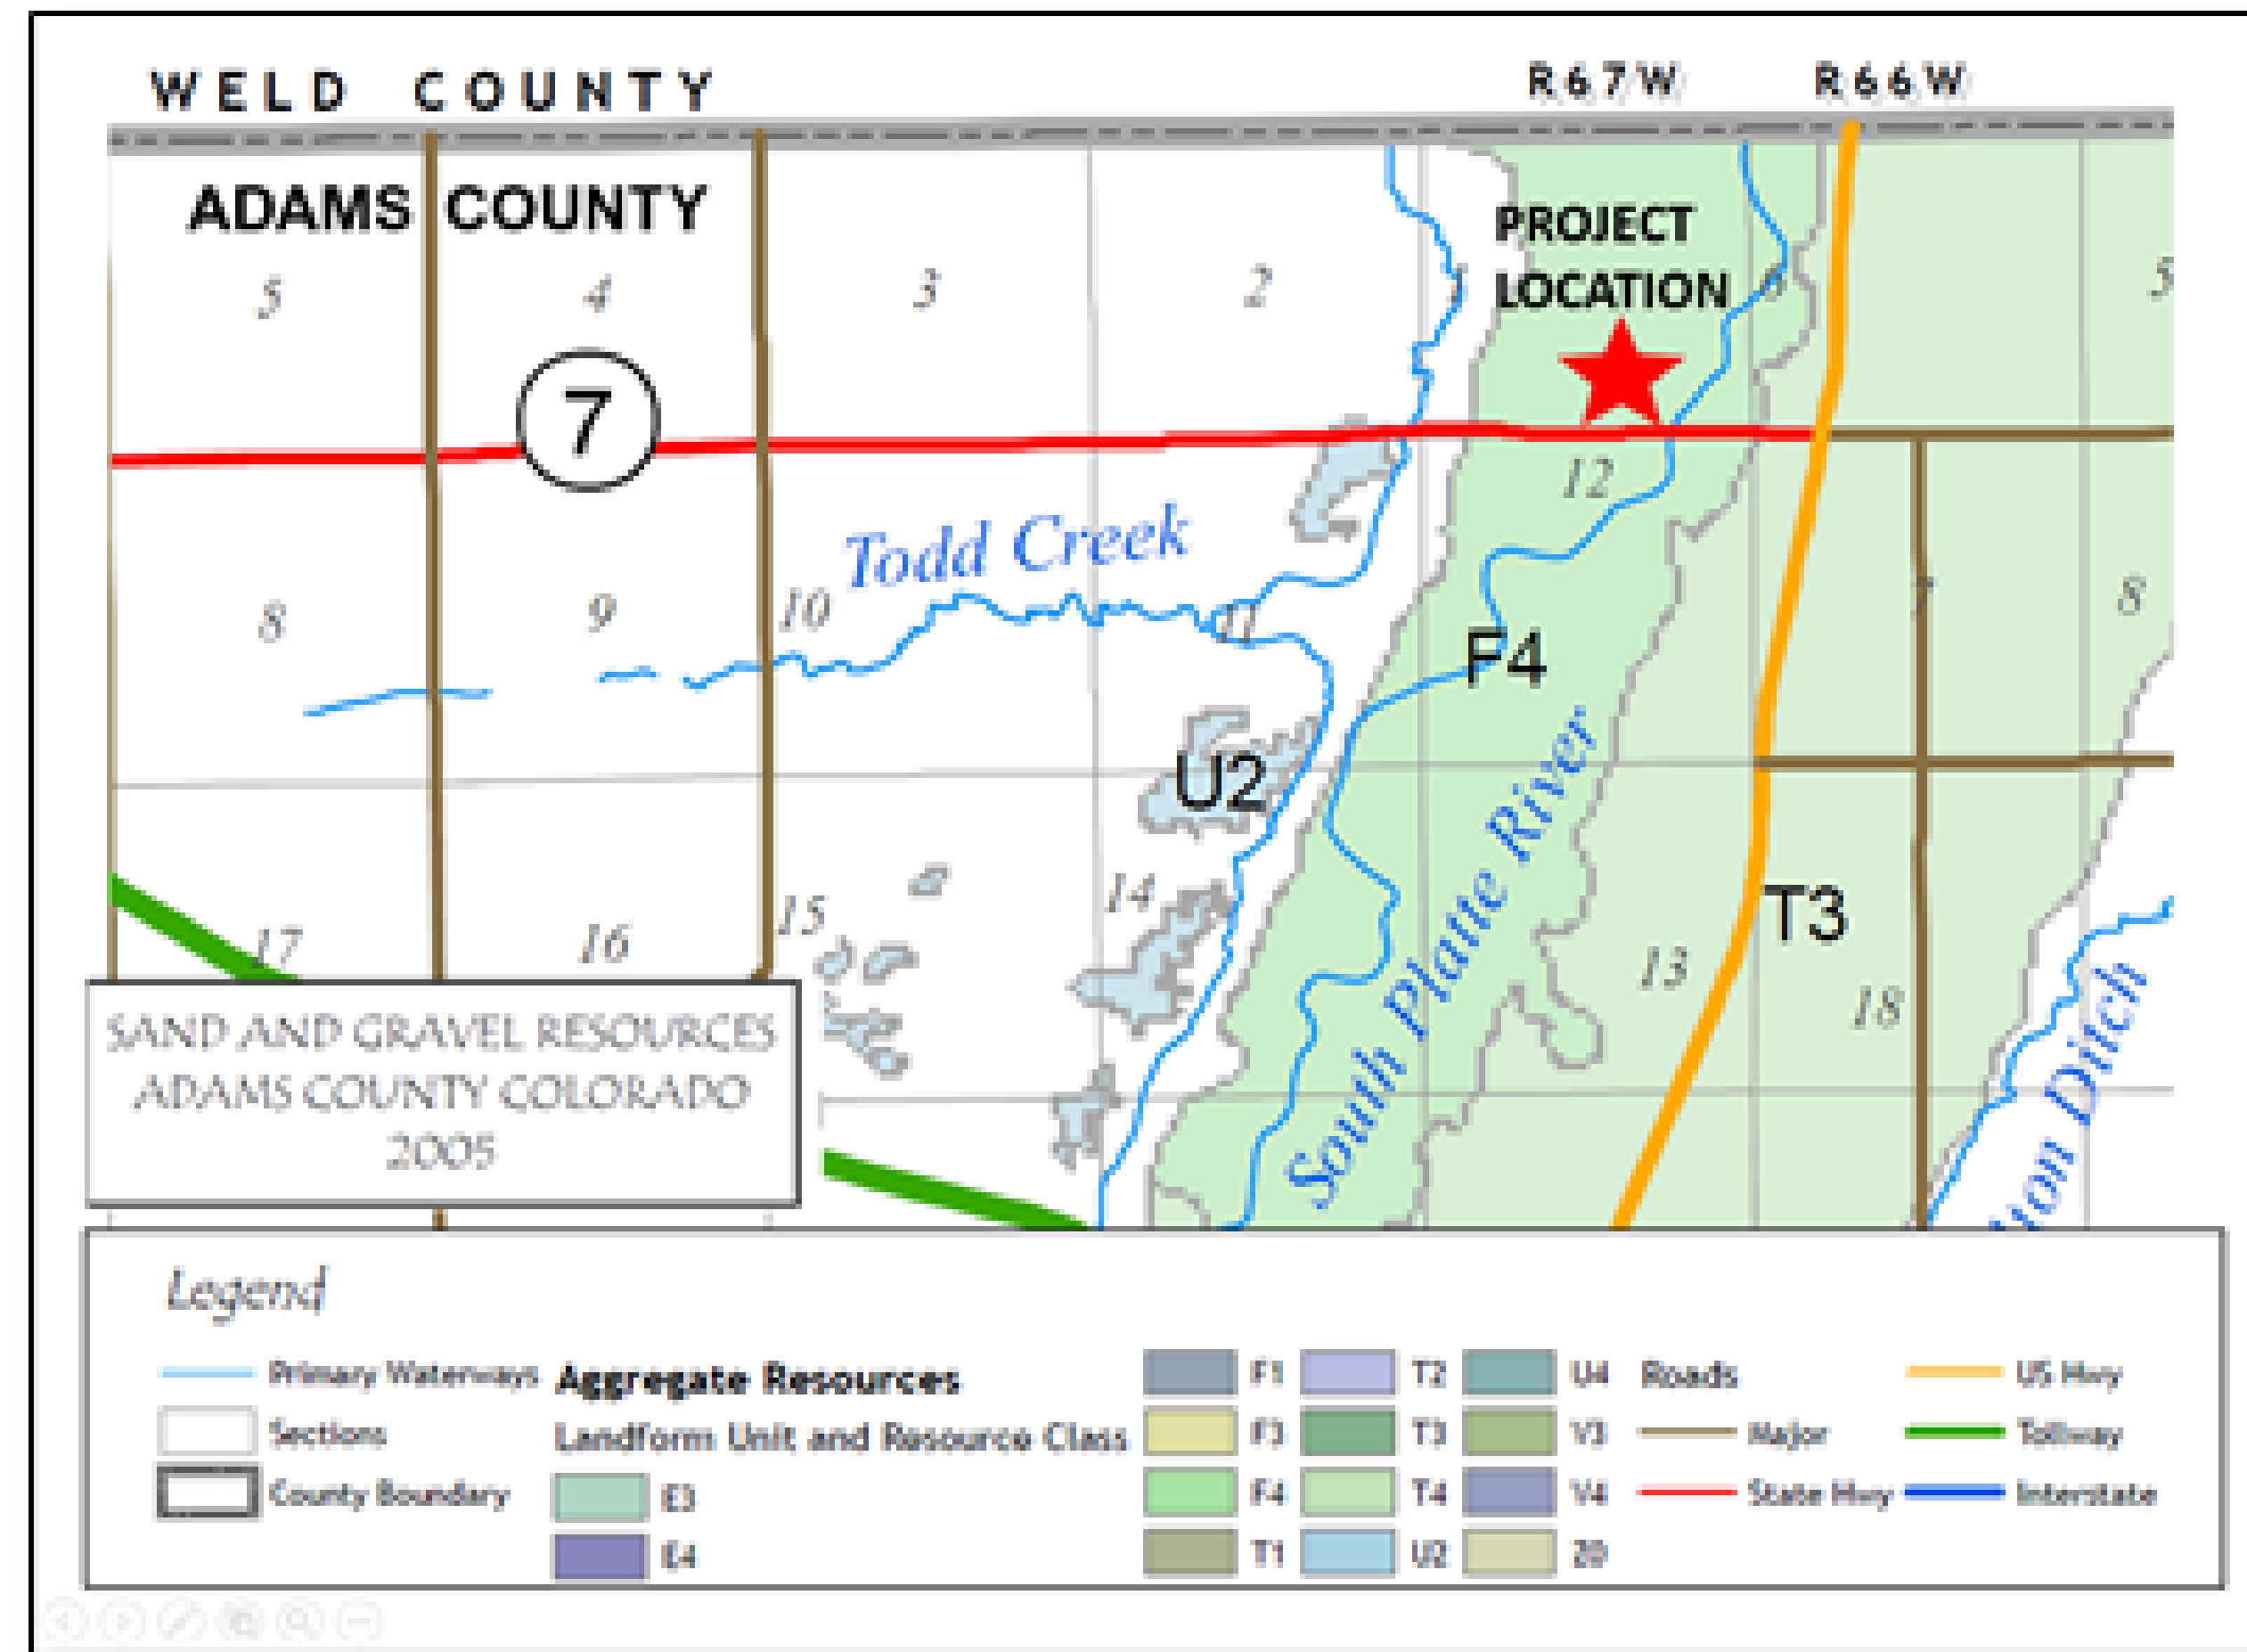 WELD COUNTY
R67W R66W
ADAMS COUNTY
PROJECT
LOCATION
5 4 3 2 5
7
12
Todd Creek
8 9 10 11 8
F4
U2
South Platte River
T3
17 16 15 14 13 18
SAND AND GRAVEL RESOURCES
ADAMS COUNTY COLORADO
2005
Legend
Primary Waterways
Sections
County Boundary
Aggregate Resources
Landform Unit and Resource Class
E3
E4
F1
F3
F4
T1
T2
T3
T4
U2
U4
V3
V4
Z0
Roads
Major
State Hwy
US Hwy
Tollway
Interstate